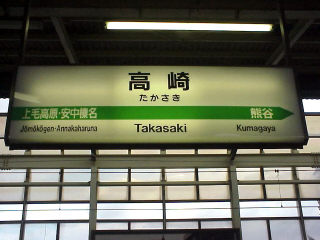 高崎
たかさき
上毛高原・安中榛名
熊谷
Jōmōkōgen-Annakaharuna
Takasaki
Kumagaya